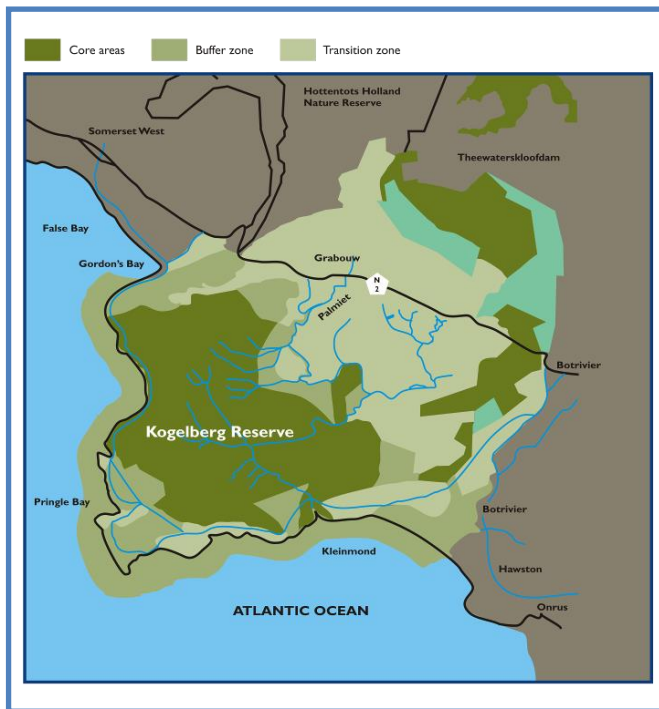 Core areas
Buffer zone
Transition zone
Hottentots Holland
Nature Reserve
Somerset West
Theewaterskloofdam
False Bay
Gordon's Bay
Grabouw
N
2
Palmiet
Botrivier
Kogelberg Reserve
Pringle Bay
Botrivier
Kleinmond
Hawston
ATLANTIC OCEAN
Onrus